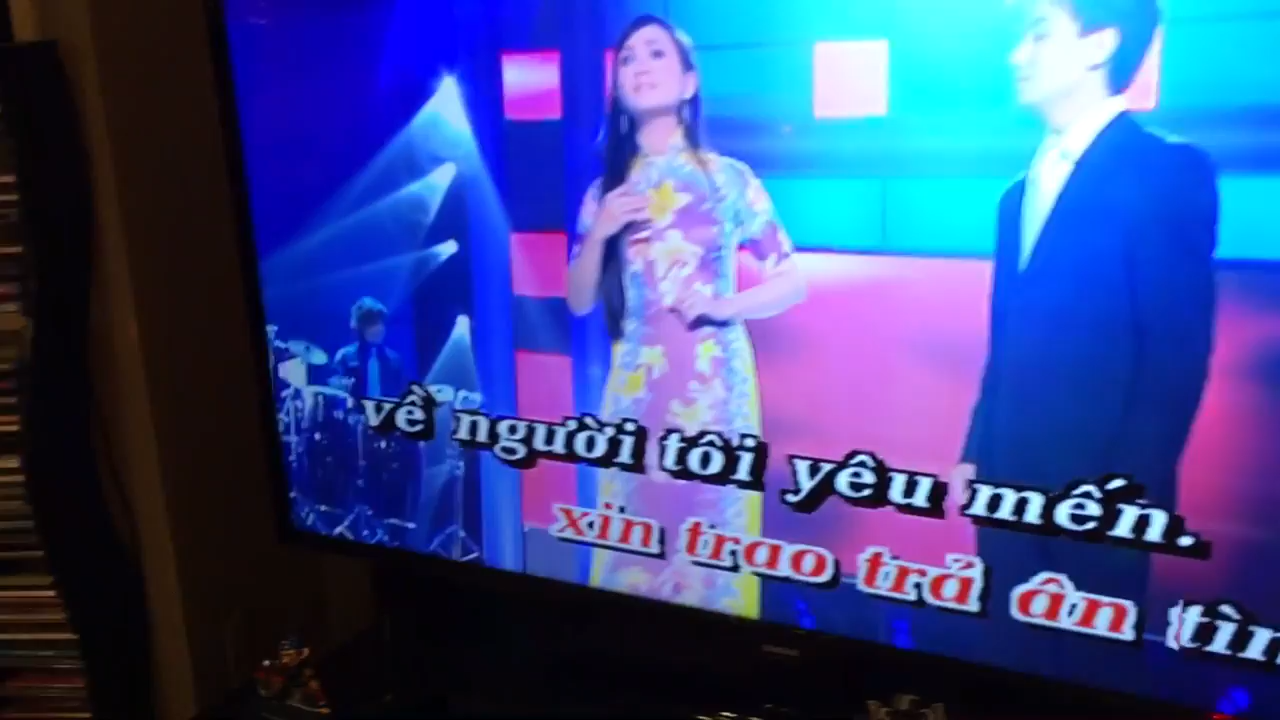 về người tôi yêu mến.
xin trao trả ân tìn